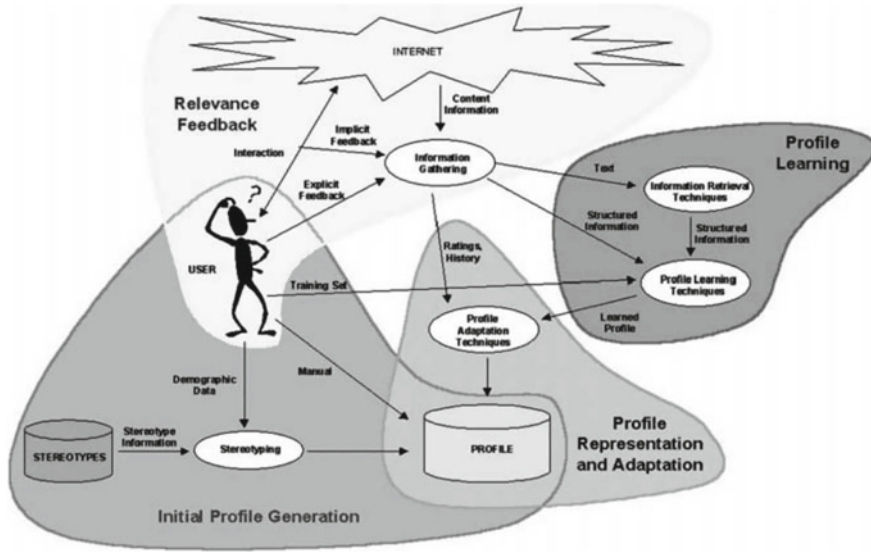 INTERNET
Relevance
Feedback
Content
Information
Implicit
Feedback
Interaction
Information
Gathering
Profile
Learning
Text
Explicit
Feedback
Information Retrieval
Techniques
Structured
Information
Structured
Information
USER
Ratings,
History
Training Set
Profile Learning
Techniques
Learned
Profile
Profile
Adaptation
Techniques
Demographic
Data
Manual
Stereotype
Information
STEREOTYPES
Stereotyping
PROFILE
Profile
Representation
and Adaptation
Initial Profile Generation
?